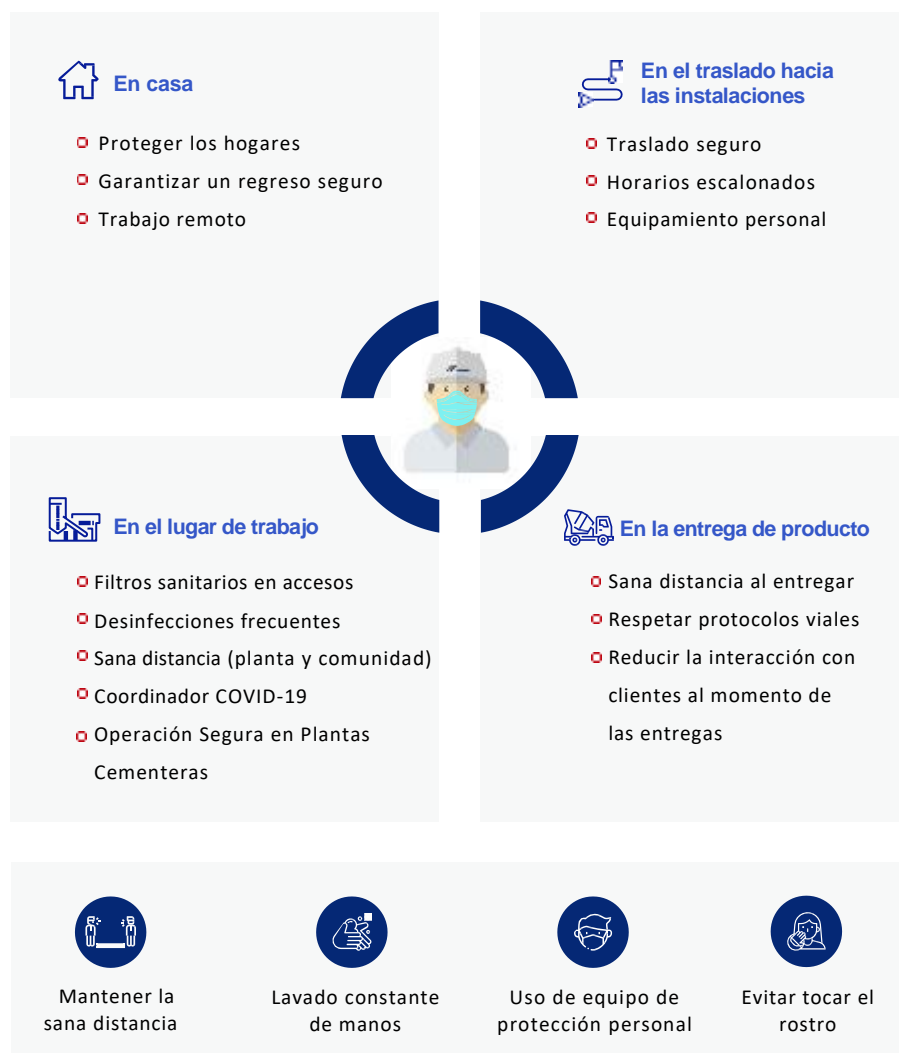 En casa
Proteger los hogares
Garantizar un regreso seguro
Trabajo remoto
En el traslado hacia
las instalaciones
Traslado seguro
Horarios escalonados
Equipamiento personal
En el lugar de trabajo
Filtros sanitarios en accesos
Desinfecciones frecuentes
Sana distancia (planta y comunidad)
Coordinador COVID-19
Operación Segura en Plantas
Cementeras
En la entrega de producto
Sana distancia al entregar
Respetar protocolos viales
Reducir la interacción con
clientes al momento de
las entregas
Mantener la
sana distancia
Lavado constante
de manos
Uso de equipo de
protección personal
Evitar tocar el
rostro